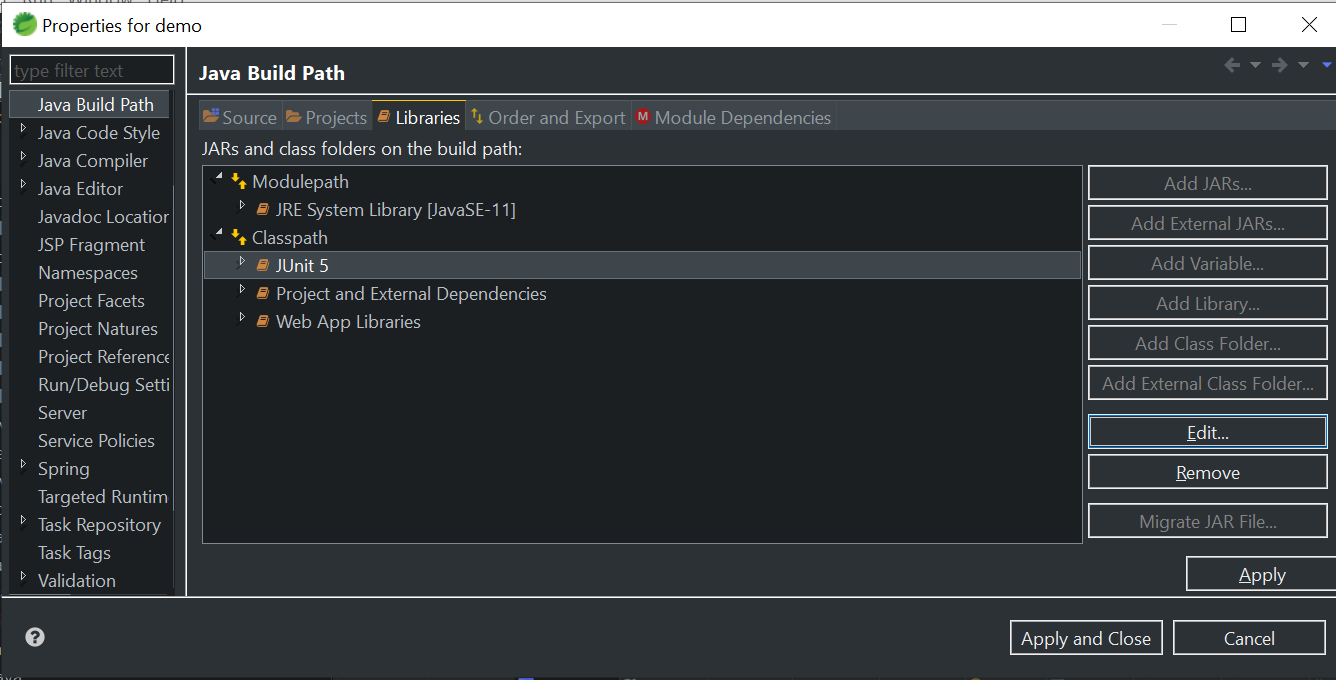 Properties for demo
type filter text
Java Build Path
Java Code Style
Java Compiler
Java Editor
Javadoc Location
JSP Fragment
Namespaces
Project Facets
Project Natures
Project Reference
Run/Debug Setti
Server
Service Policies
Spring
Targeted Runtim
Task Repository
Task Tags
Validation
Java Build Path
Source Projects Libraries Order and Export M Module Dependencies
JARs and class folders on the build path:
Modulepath
JRE System Library [JavaSE-11]
Classpath
JUnit 5
Project and External Dependencies
Web App Libraries
Add JARs...
Add External JARs...
Add Variable...
Add Library...
Add Class Folder...
Add External Class Folder...
Edit...
Remove
Migrate JAR File...
Apply
?
Apply and Close
Cancel